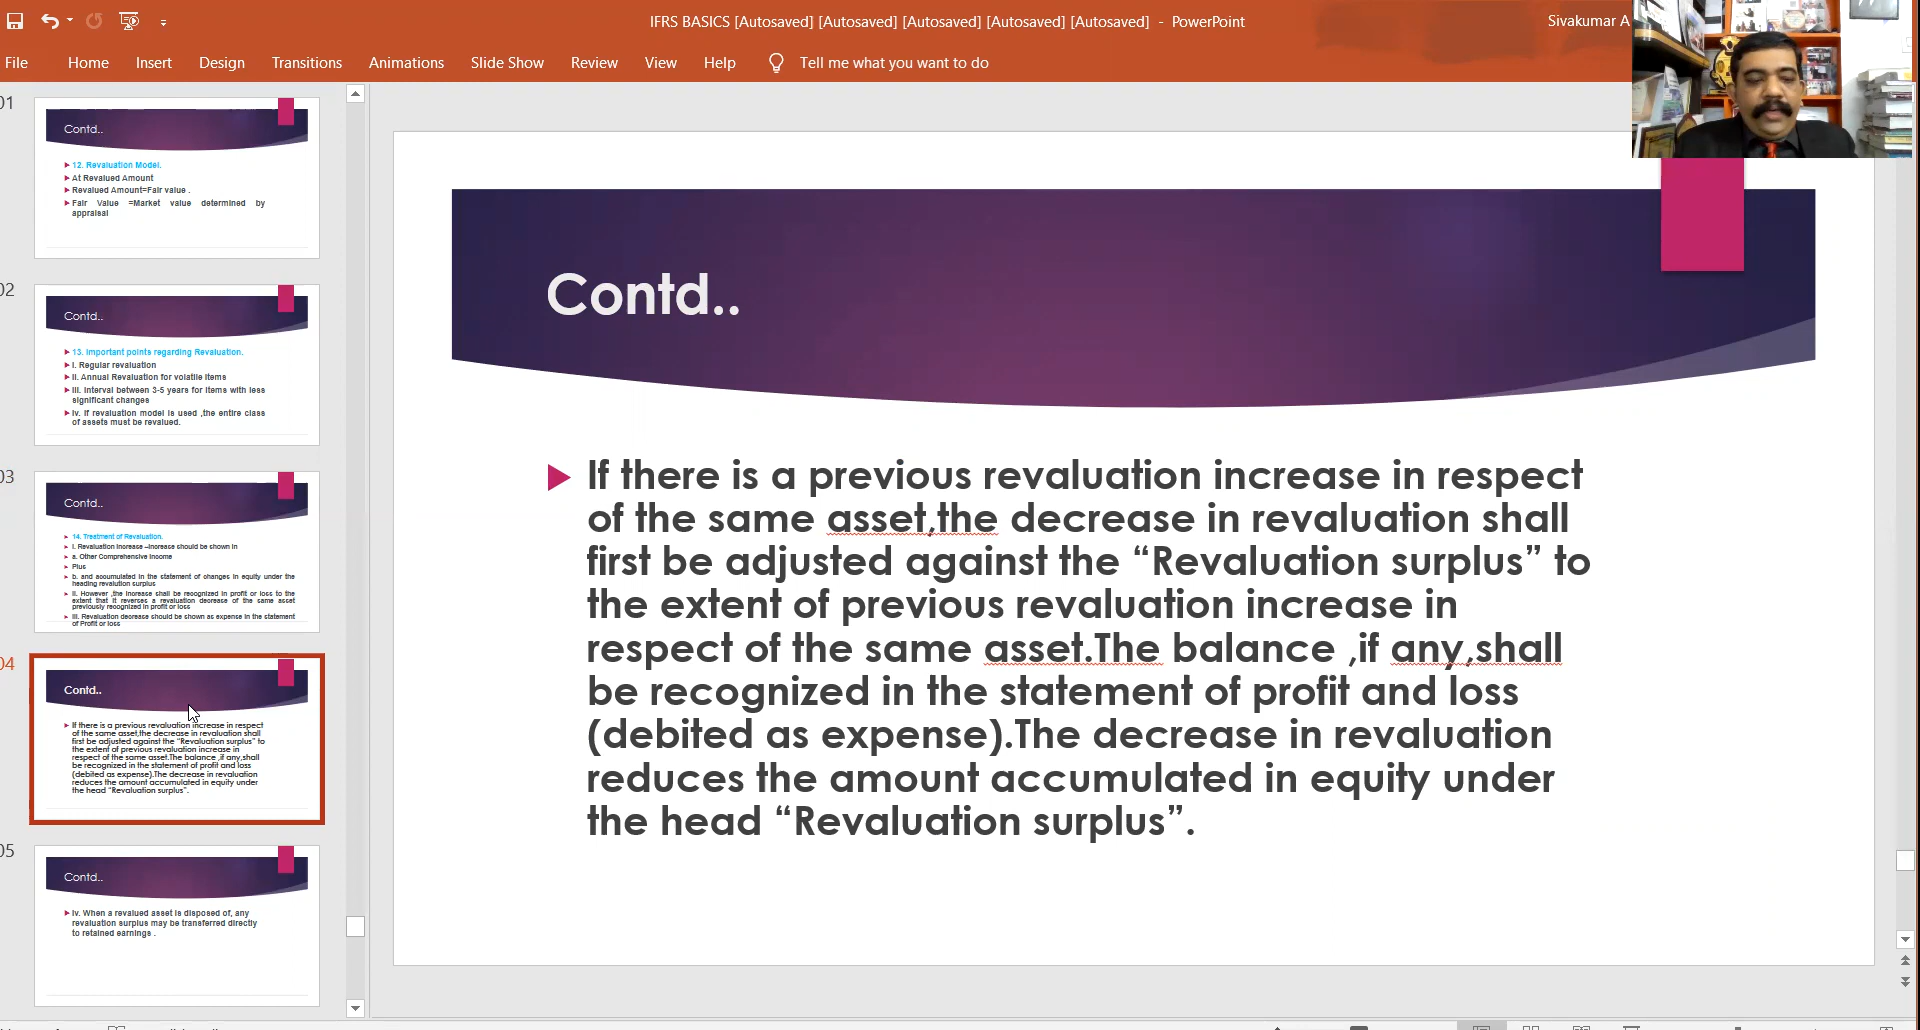 IFRS BASICS [Autosaved] [Autosaved] [Autosaved] [Autosaved] [Autosaved] - PowerPoint
Sivakumar A
File Home Insert Design Transitions Animations Slide Show Review View Help Tell me what you want to do
01
Contd..
12. Revaluation Model.
At Revalued Amount
Revalued Amount=Fair value .
Fair Value =Market value determined by
appraisal
02
Contd..
13. Important points regarding Revaluation.
I. Regular revaluation
II. Annual Revaluation for volatile items
III. Interval between 3-5 years for items with less
significant changes
Iv. If revaluation model is used ,the entire class
of assets must be revalued.
03
Contd..
14. Treatment of Revaluation.
I. Revaluation Increase –Increase should be shown in
a. Other Comprehensive Income
Plus
b. and accumulated in the statement of changes in equity under the
heading revalution surplus
II. However ,the Increase shall be recognized in profit or loss to the
extent that it reverses a revaluation decrease of the same asset
previously recognized in profit or loss
III. Revaluation decrease should be shown as expense in the statement
of Profit or loss
04
Contd..
If there is a previous revaluation increase in respect
of the same asset,the decrease in revaluation shall
first be adjusted against the “Revaluation surplus” to
the extent of previous revaluation increase in
respect of the same asset.The balance ,if any,shall
be recognized in the statement of profit and loss
(debited as expense).The decrease in revaluation
reduces the amount accumulated in equity under
the head “Revaluation surplus”.
05
Contd..
Iv. When a revalued asset is disposed of, any
revaluation surplus may be transferred directly
to retained earnings .
Contd..
If there is a previous revaluation increase in respect
of the same asset,the decrease in revaluation shall
first be adjusted against the “Revaluation surplus” to
the extent of previous revaluation increase in
respect of the same asset.The balance ,if any,shall
be recognized in the statement of profit and loss
(debited as expense).The decrease in revaluation
reduces the amount accumulated in equity under
the head “Revaluation surplus”.